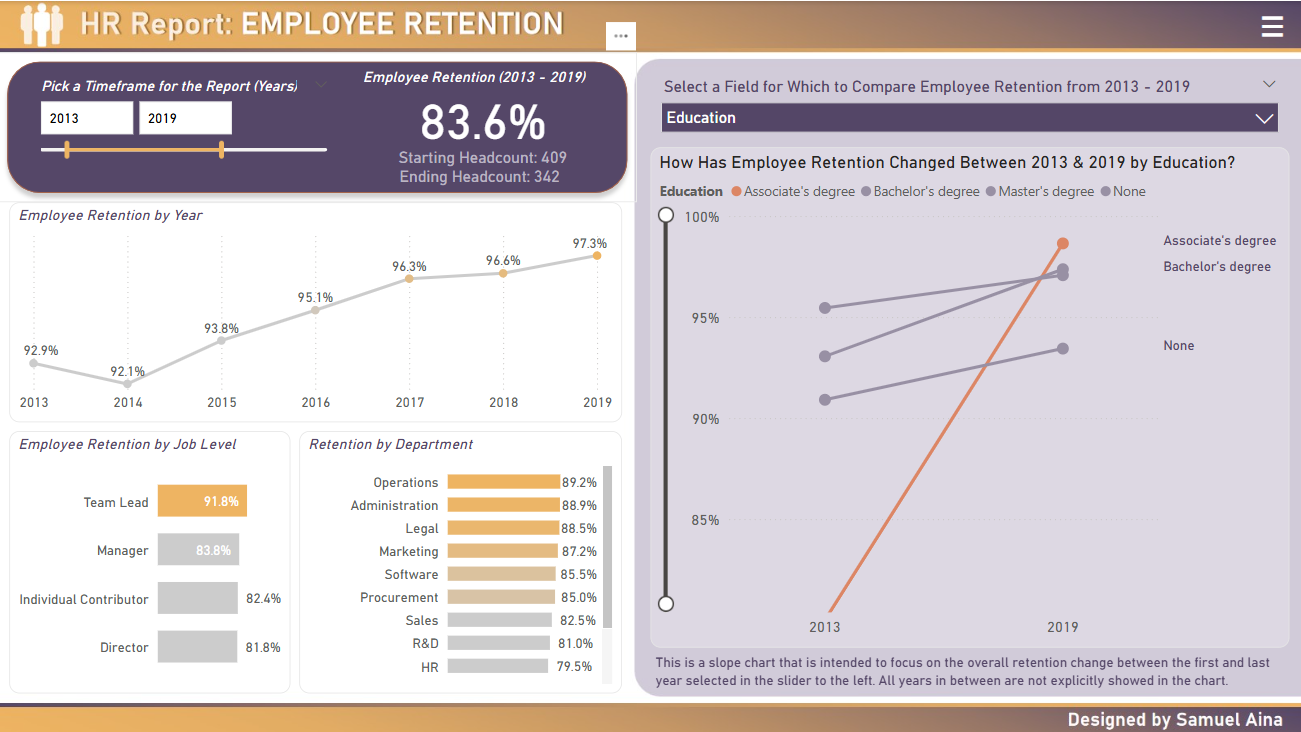 HR Report: EMPLOYEE RETENTION
...
Pick a Timeframe for the Report (Years)
2013
2019
Employee Retention (2013 - 2019)
83.6%
Starting Headcount: 409
Ending Headcount: 342
Employee Retention by Year
92.9%
92.1%
93.8%
95.1%
96.3%
96.6%
97.3%
2013 2014 2015 2016 2017 2018 2019
Employee Retention by Job Level
Team Lead 91.8%
Manager 83.8%
Individual Contributor 82.4%
Director 81.8%
Retention by Department
Operations 89.2%
Administration 88.9%
Legal 88.5%
Marketing 87.2%
Software 85.5%
Procurement 85.0%
Sales 82.5%
R&D 81.0%
HR 79.5%
Select a Field for Which to Compare Employee Retention from 2013 - 2019
Education
How Has Employee Retention Changed Between 2013 & 2019 by Education?
Education Associate's degree Bachelor's degree Master's degree None
100%
95%
90%
85%
Associate's degree
Bachelor's degree
None
2013 2019
This is a slope chart that is intended to focus on the overall retention change between the first and last
year selected in the slider to the left. All years in between are not explicitly showed in the chart.
Designed by Samuel Aina